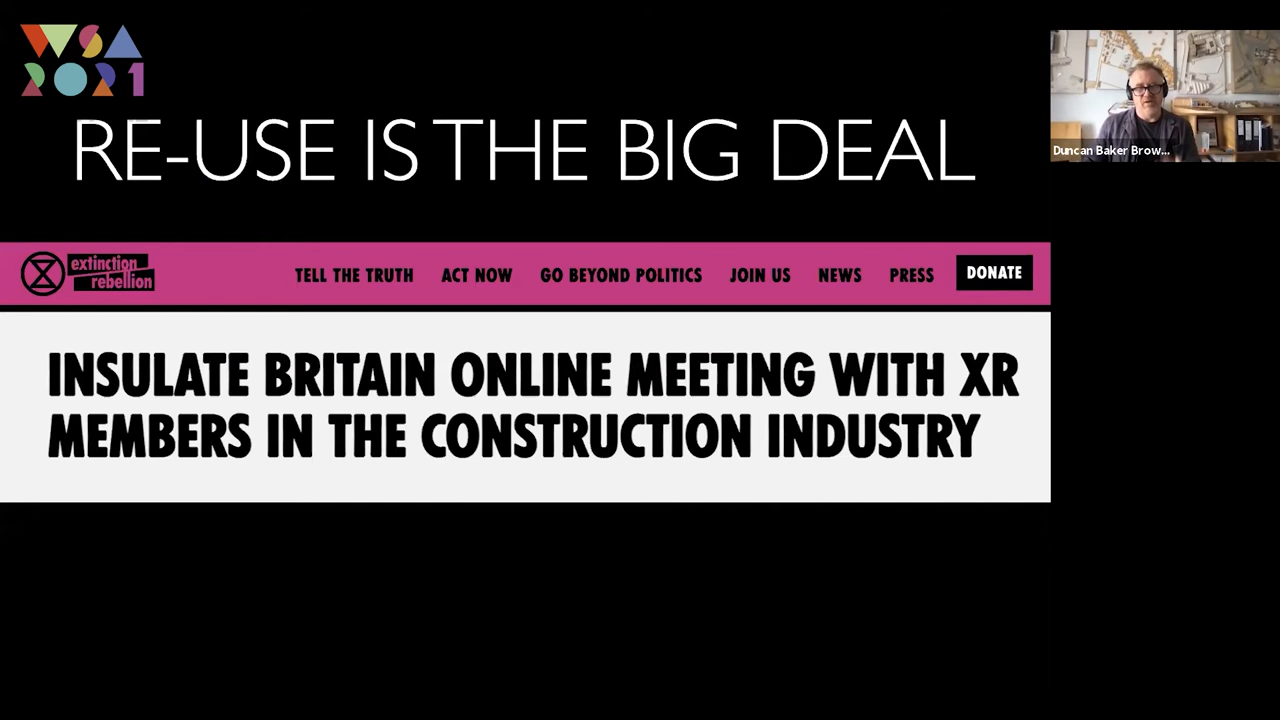 WSA
2021
RE-USE IS THE BIG DEAL
Duncan Baker Brow...
extinction
rebellion
TELL THE TRUTH ACT NOW GO BEYOND POLITICS JOIN US NEWS PRESS DONATE
INSULATE BRITAIN ONLINE MEETING WITH XR
MEMBERS IN THE CONSTRUCTION INDUSTRY